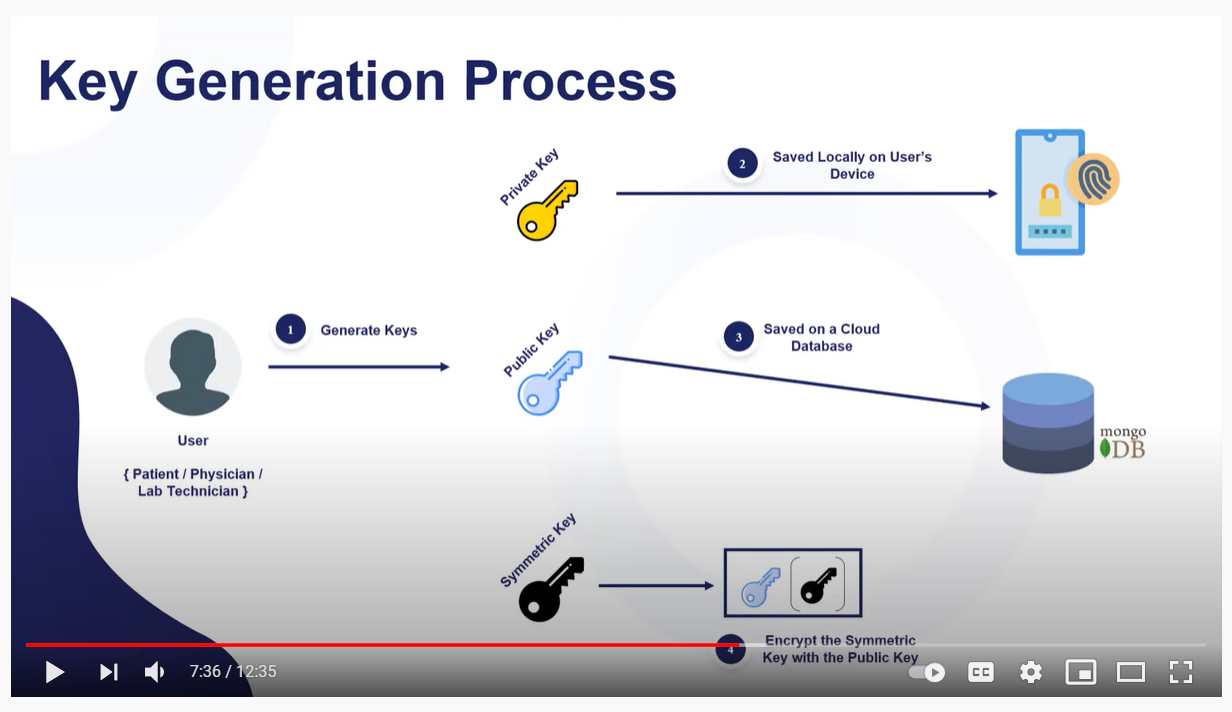 Key Generation Process
Private Key
2
Saved Locally on User's
Device
1
Generate Keys
Public Key
3
Saved on a Cloud
Database
mongo
DB
User
{ Patient / Physician /
Lab Technician }
Symmetric Key
4
Encrypt the Symmetric
Key with the Public Key
7:36 / 12:35
CC